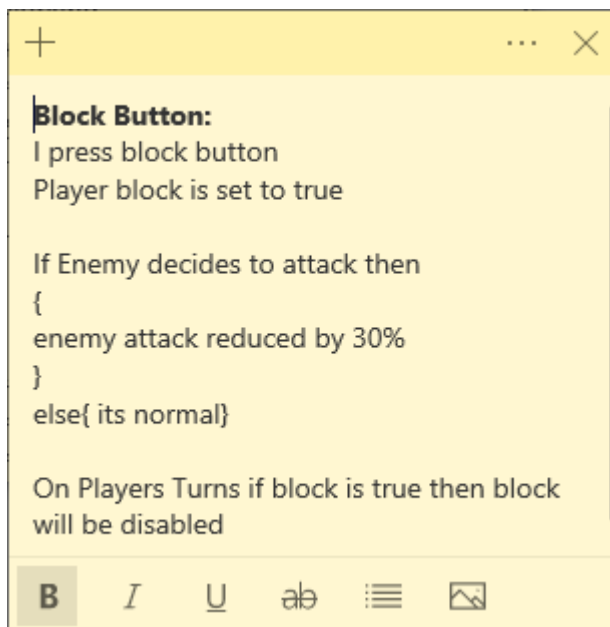 Block Button:
I press block button
Player block is set to true
If Enemy decides to attack then
{
enemy attack reduced by 30%
}
else{ its normal}
On Players Turns if block is true then block
will be disabled
B I U ab